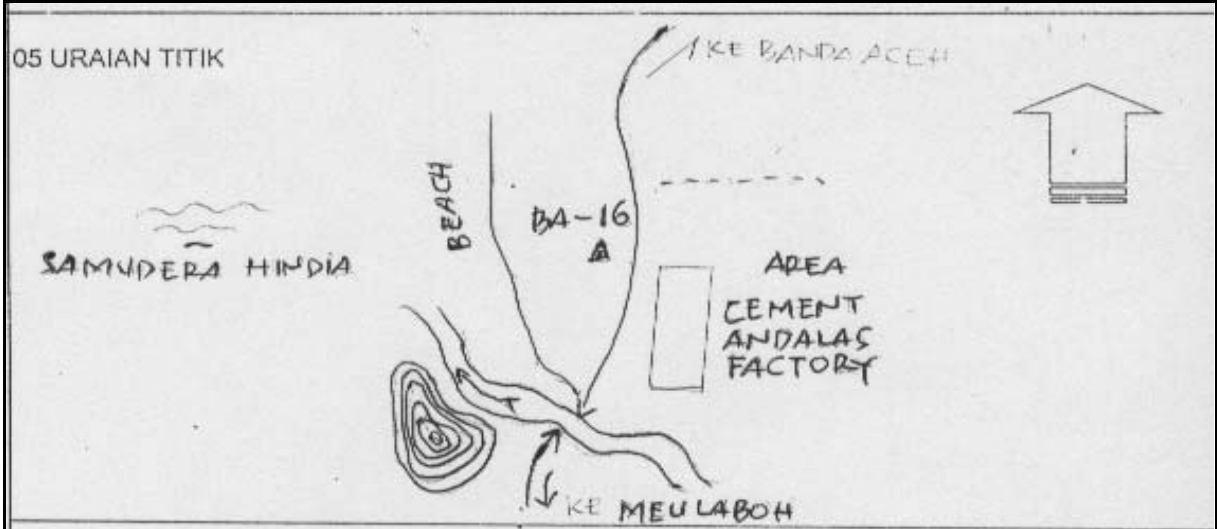 05 URAIAN TITIK
KE BANDA ACEH
BEACH
BA-16
SAMUDERA HINDIA
AREA
CEMENT
ANDALAS
FACTORY
KE MEULABOH